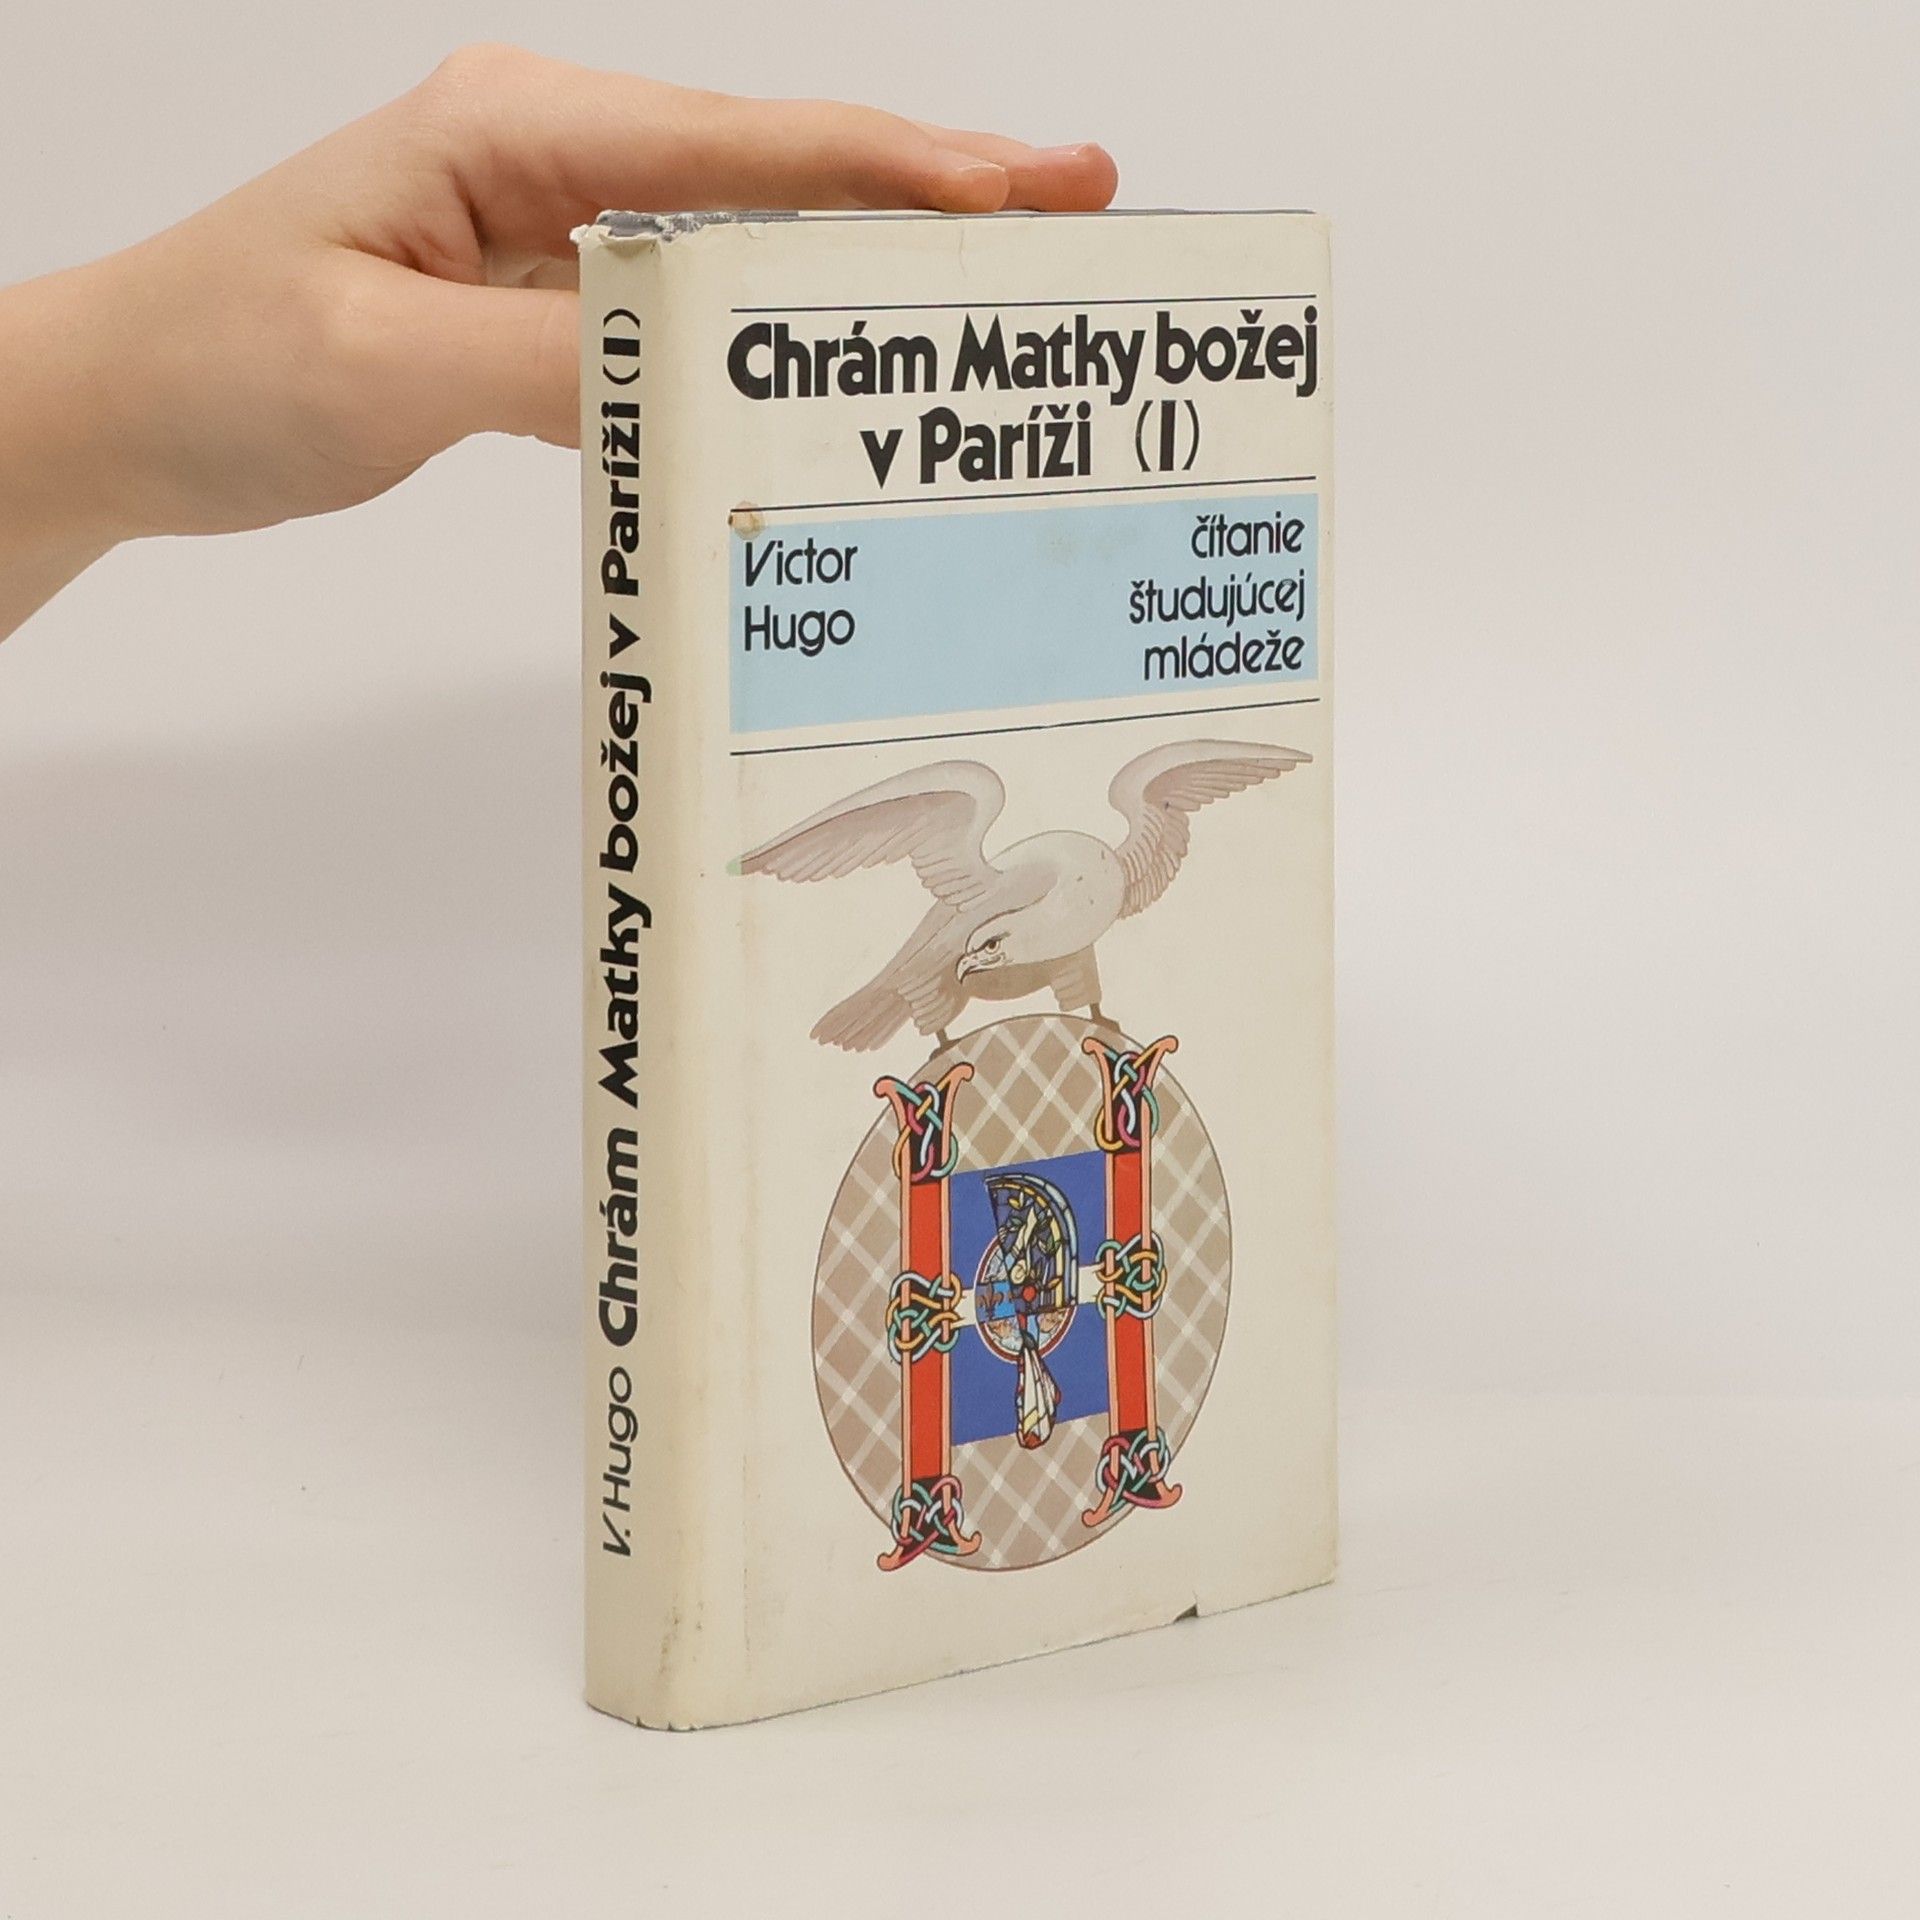 Chrám Matky božej
v Paríži (I)
Victor
Hugo
čítanie
študujúcej
mládeže
V. Hugo Chrám Matky božej v Paríži (I)